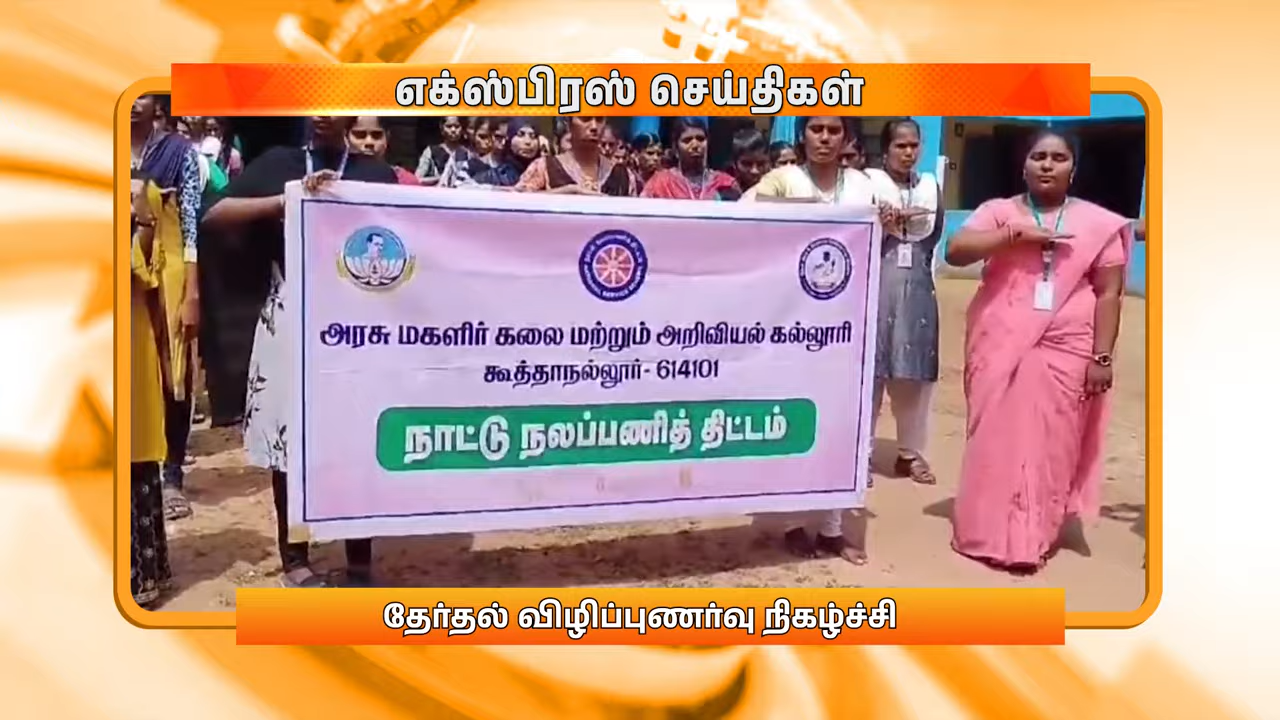 எக்ஸ்பிரஸ் செய்திகள்
அரசு மகளிர் கலை மற்றும் அறிவியல் கல்லூரி
கூத்தாநல்லூர்- 614101
நாட்டு நலப்பணித் திட்டம்
தேர்தல் விழிப்புணர்வு நிகழ்ச்சி